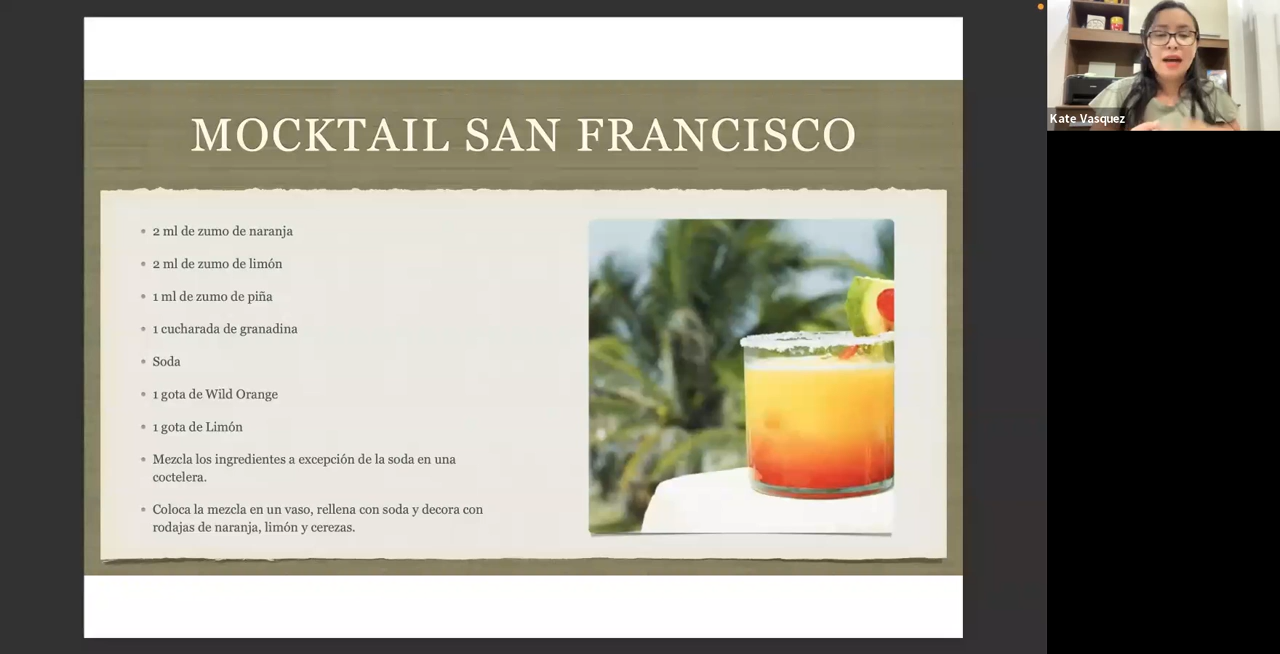 MOCKTAIL SAN FRANCISCO
2 ml de zumo de naranja
2 ml de zumo de limón
1 ml de zumo de piña
1 cucharada de granadina
Soda
1 gota de Wild Orange
1 gota de Limón
Mezcla los ingredientes a excepción de la soda en una
coctelera.
Coloca la mezcla en un vaso, rellena con soda y decora con
rodajas de naranja, limón y cerezas.
Kate Vasquez